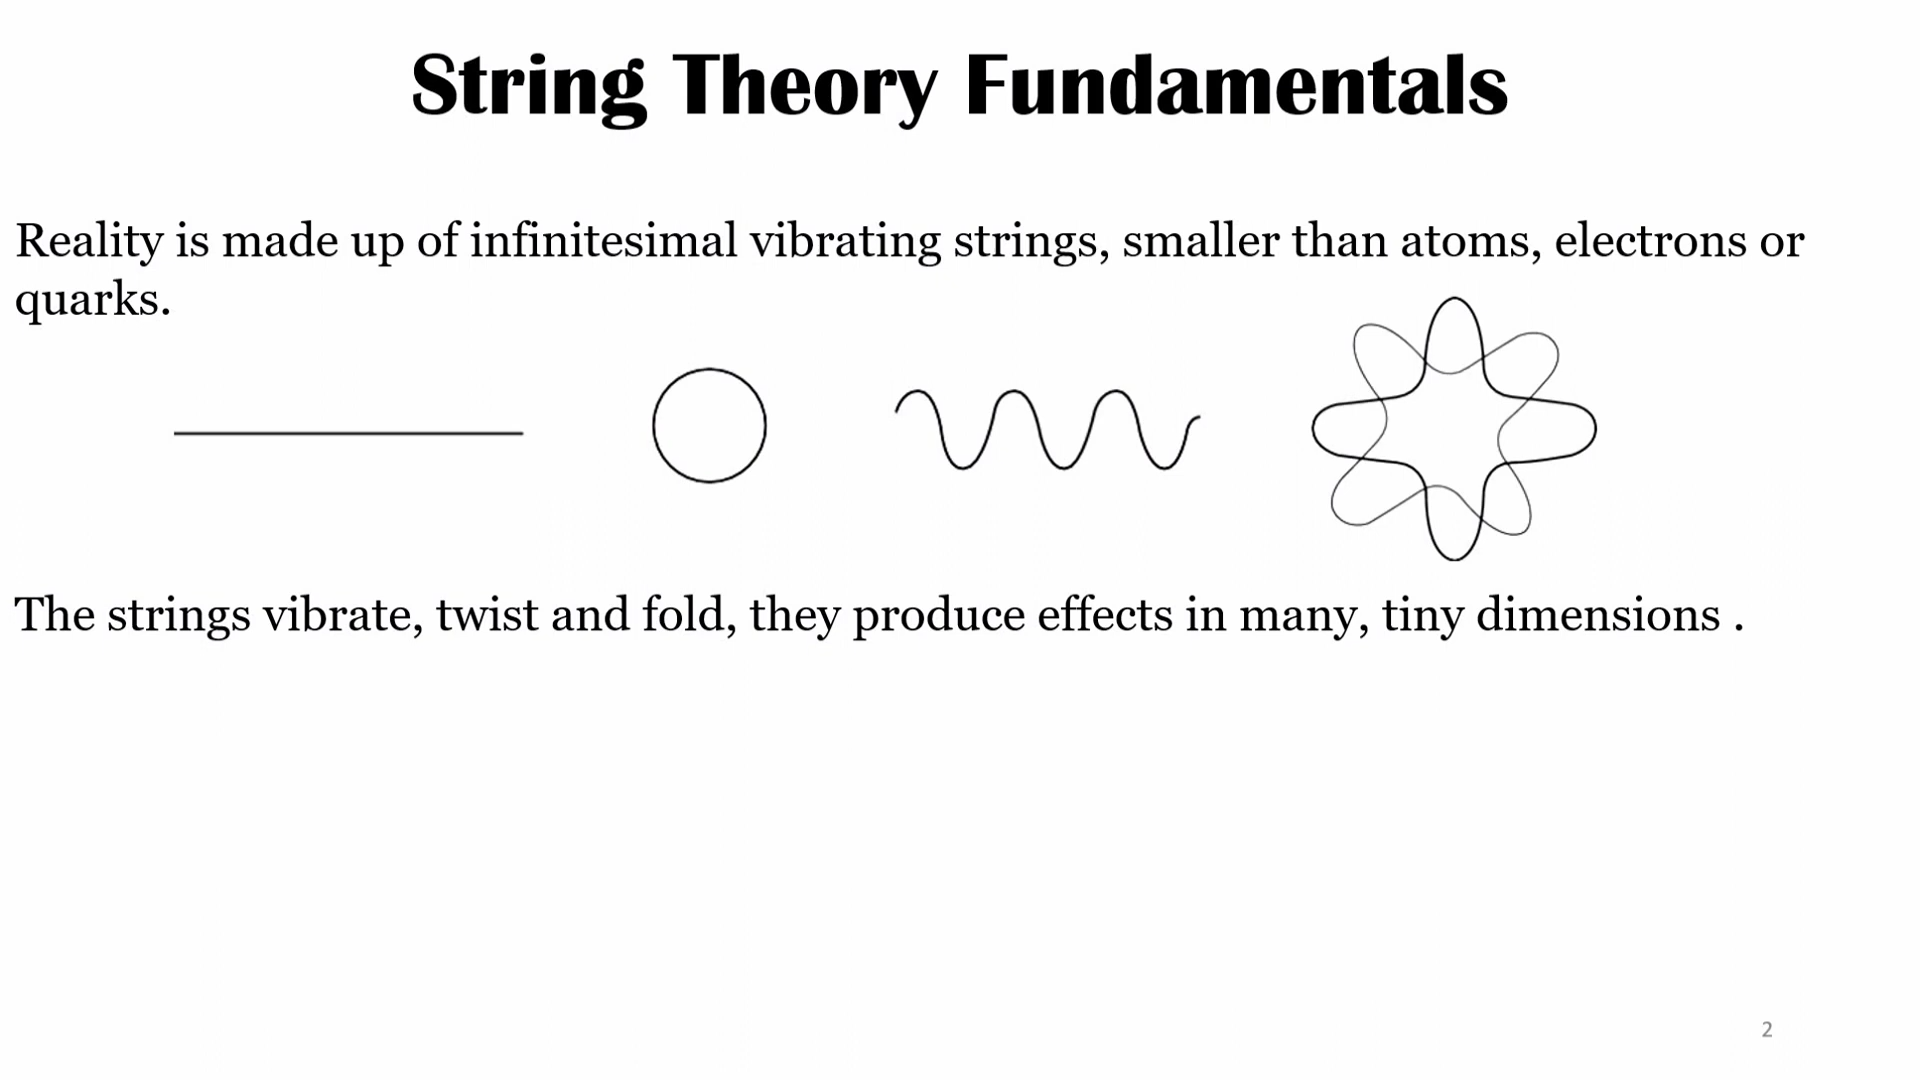 String Theory Fundamentals
Reality is made up of infinitesimal vibrating strings, smaller than atoms, electrons or
quarks.
The strings vibrate, twist and fold, they produce effects in many, tiny dimensions .
2